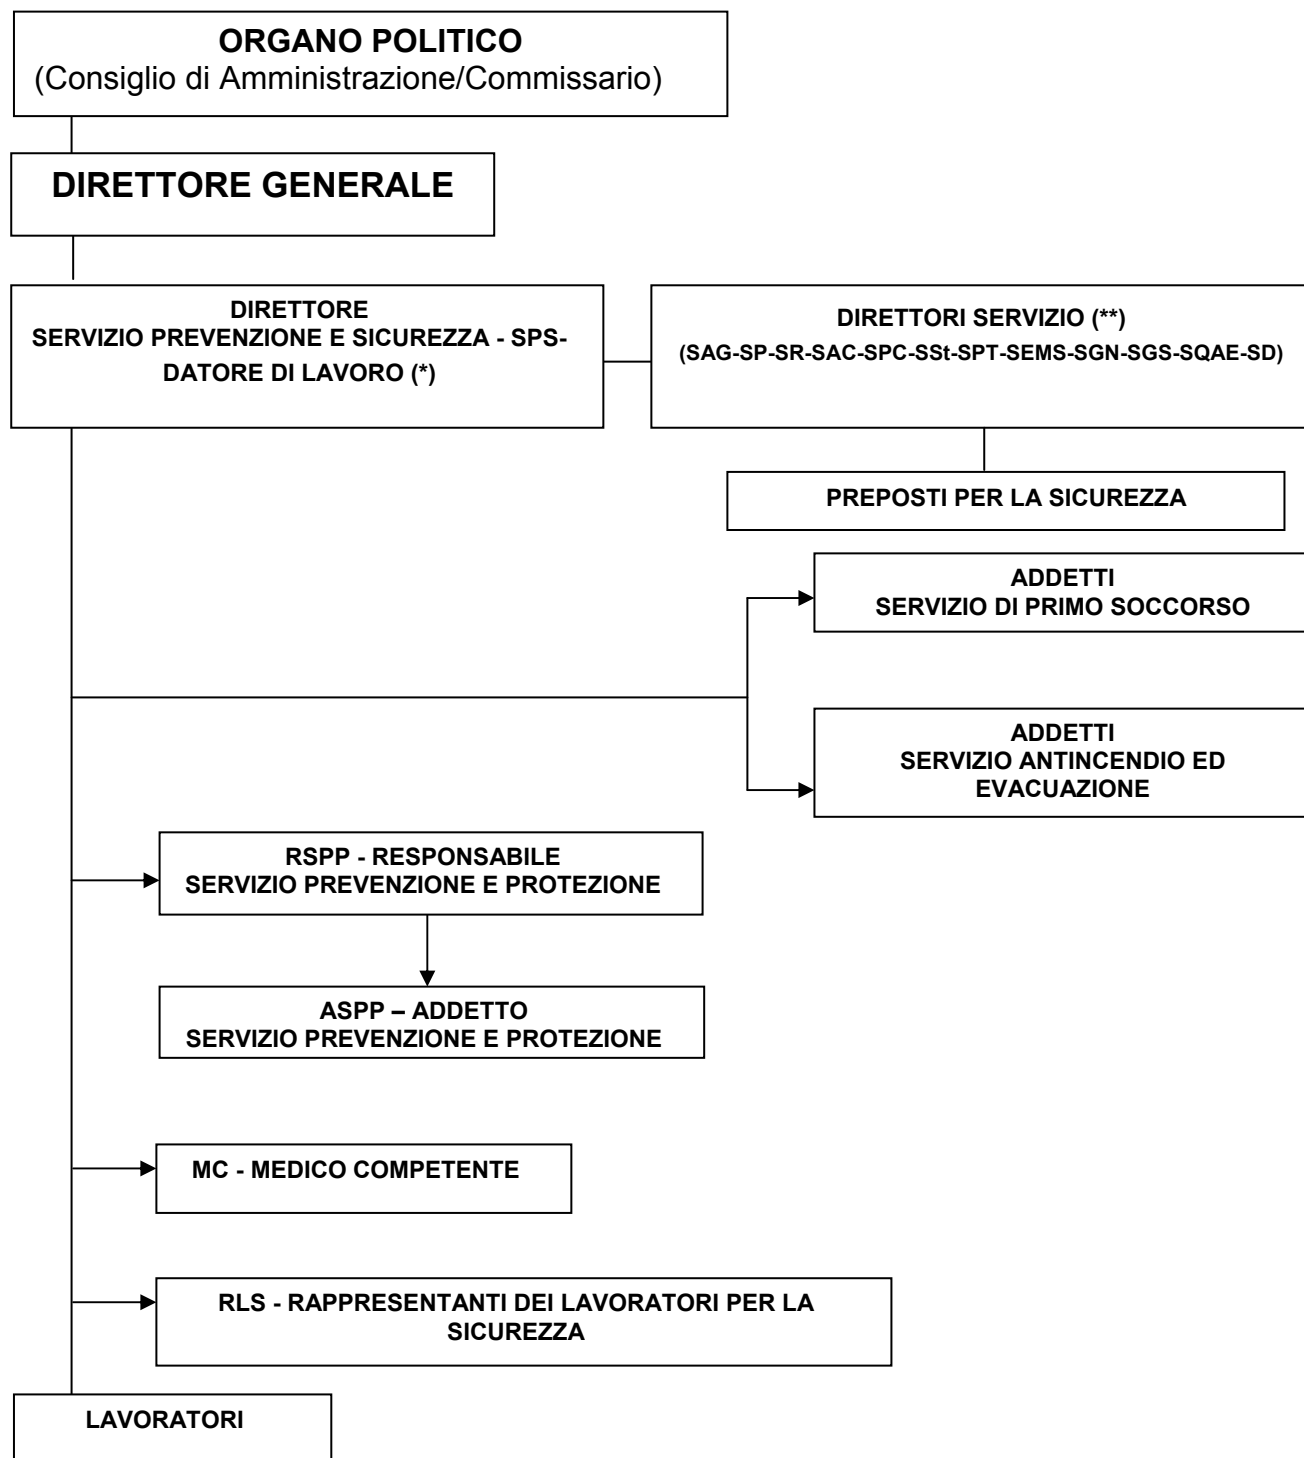 ORGANO POLITICO
(Consiglio di Amministrazione/Commissario)
DIRETTORE GENERALE
DIRETTORE
SERVIZIO PREVENZIONE E SICUREZZA - SPS-
DATORE DI LAVORO (*)
DIRETTORI SERVIZIO (**)
(SAG-SP-SR-SAC-SPC-SSt-SPT-SEMS-SGN-SGS-SQAE-SD)
PREPOSTI PER LA SICUREZZA
ADDETTI
SERVIZIO DI PRIMO SOCCORSO
ADDETTI
SERVIZIO ANTINCENDIO ED
EVACUAZIONE
RSPP - RESPONSABILE
SERVIZIO PREVENZIONE E PROTEZIONE
ASPP – ADDETTO
SERVIZIO PREVENZIONE E PROTEZIONE
MC - MEDICO COMPETENTE
RLS - RAPPRESENTANTI DEI LAVORATORI PER LA
SICUREZZA
LAVORATORI